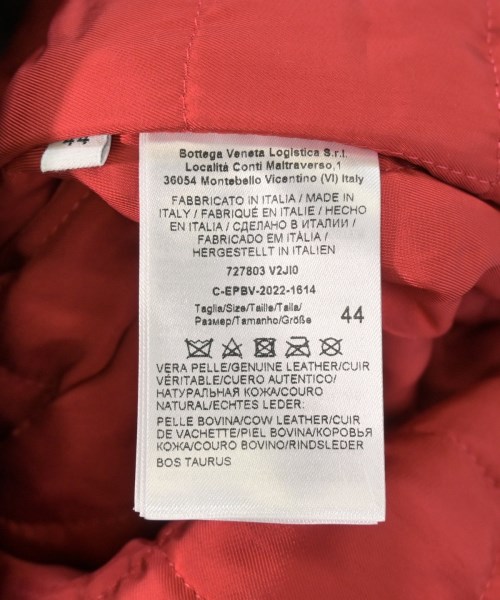 44
Bottega Veneta Logistica S.r.l.
Località Conti Maltraverso,1
36054 Montebello Vicentino (VI) Italy
FABBRICATO IN ITALIA / MADE IN
ITALY / FABRIQUÉ EN ITALIE / HECHO
EN ITALIA / СДЕЛАНО В ИТАЛИИ /
FABRICADO EM ITÀLIA /
HERGESTELLT IN ITALIEN
727803 V2JI0
C-EPBV-2022-1614
Taglia/Size/Taille/Talla/
Размер/Tamanho/Größe 44
VERA PELLE/GENUINE LEATHER/CUIR
VÉRITABLE/CUERO AUTENTICO/
НАТУРАЛЬНАЯ КОЖА/COURO
NATURAL/ECHTES LEDER:
PELLE BOVINA/COW LEATHER/CUIR
DE VACHETTE/PIEL BOVINA/КОРОВЬЯ
КОЖА/COURO BOVINO/RINDSLEDER
BOS TAURUS